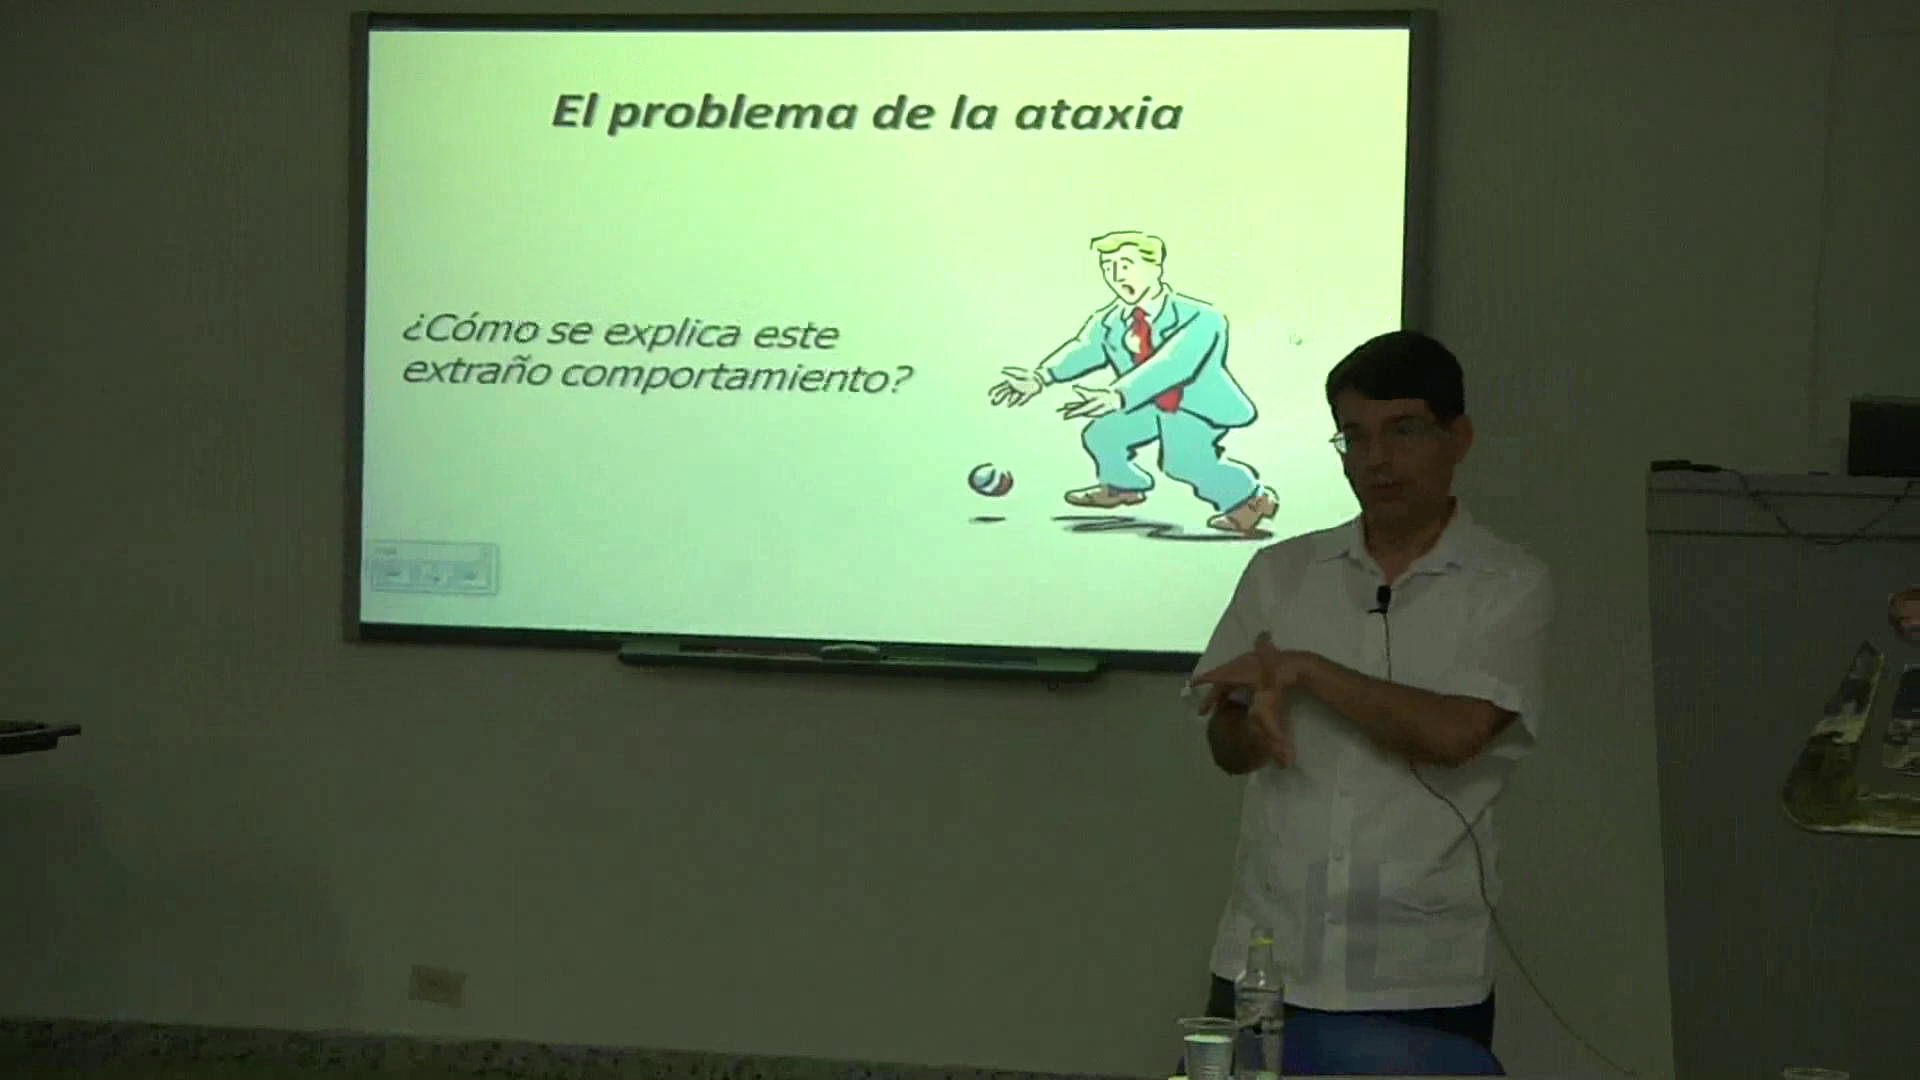 El problema de la ataxia
¿Cómo se explica este
extraño comportamiento?